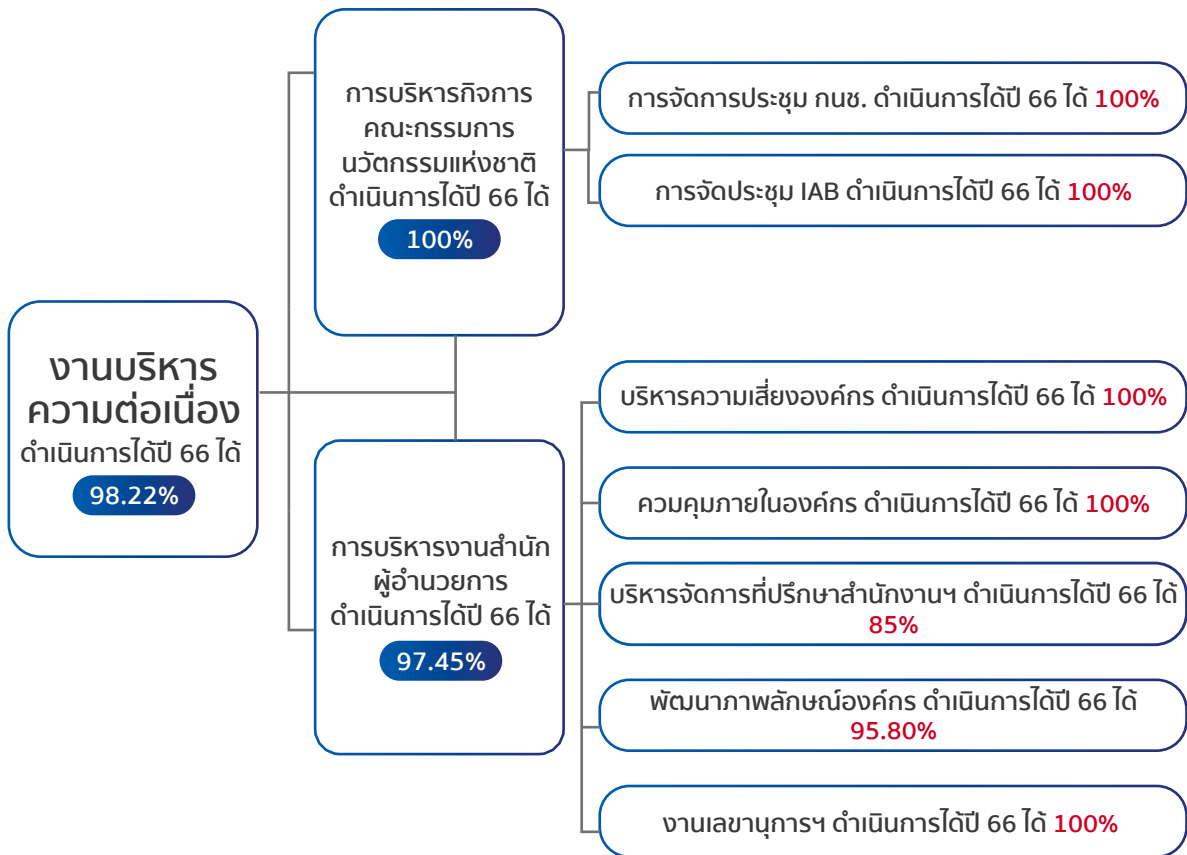 งานบริหาร
ความต่อเนื่อง
ดำเนินการได้ปี 66 ได้
98.22%
การบริหารกิจการ
คณะกรรมการ
นวัตกรรมแห่งชาติ
ดำเนินการได้ปี 66 ได้
100%
การจัดการประชุม กนช. ดำเนินการได้ปี 66 ได้ 100%
การจัดประชุม IAB ดำเนินการได้ปี 66 ได้ 100%
การบริหารงานสำนัก
ผู้อำนวยการ
ดำเนินการได้ปี 66 ได้
97.45%
บริหารความเสี่ยงองค์กร ดำเนินการได้ปี 66 ได้ 100%
ควมคุมภายในองค์กร ดำเนินการได้ปี 66 ได้ 100%
บริหารจัดการที่ปรึกษาสำนักงานฯ ดำเนินการได้ปี 66 ได้
85%
พัฒนาภาพลักษณ์องค์กร ดำเนินการได้ปี 66 ได้
95.80%
งานเลขานุการฯ ดำเนินการได้ปี 66 ได้ 100%